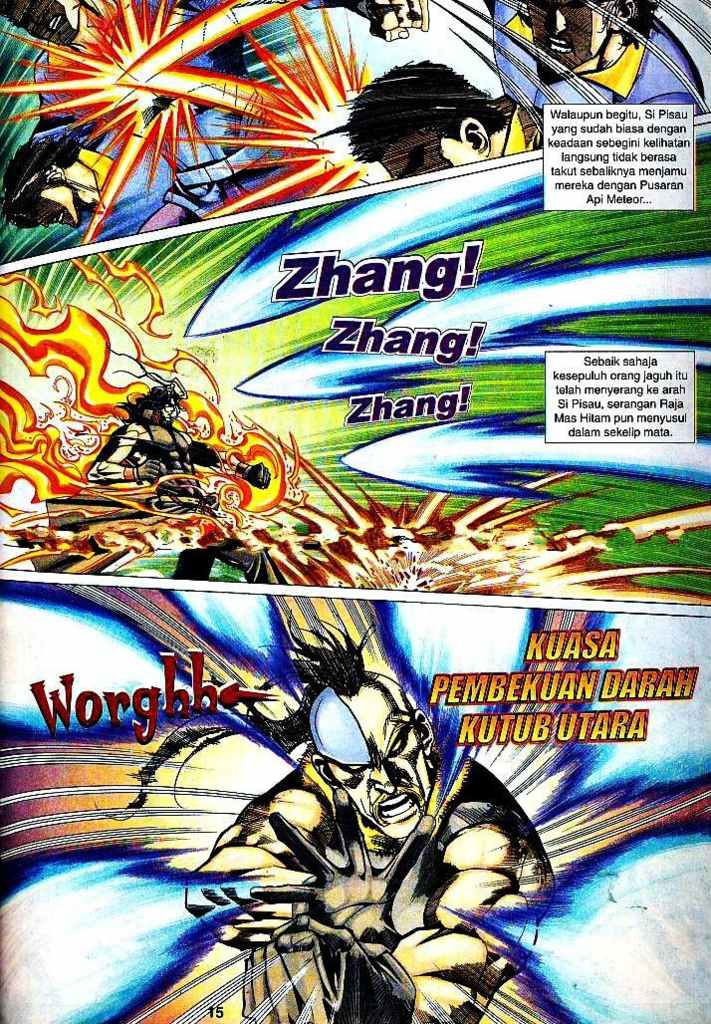 Walaupun begitu, Si Pisau
yang sudah biasa dengan
keadaan sebegini kelihatan
langsung tidak berasa
takut sebaliknya menjamu
mereka dengan Pusaran
Api Meteor...
Zhang!
Zhang!
Zhang!
Sebaik sahaja
kesepuluh orang jaguh itu
telah menyerang ke arah
Si Pisau, serangan Raja
Mas Hitam pun menyusul
dalam sekelip mata.
Worghh
KUASA
PEMBEKUAN DARAH
KUTUB UTARA
15